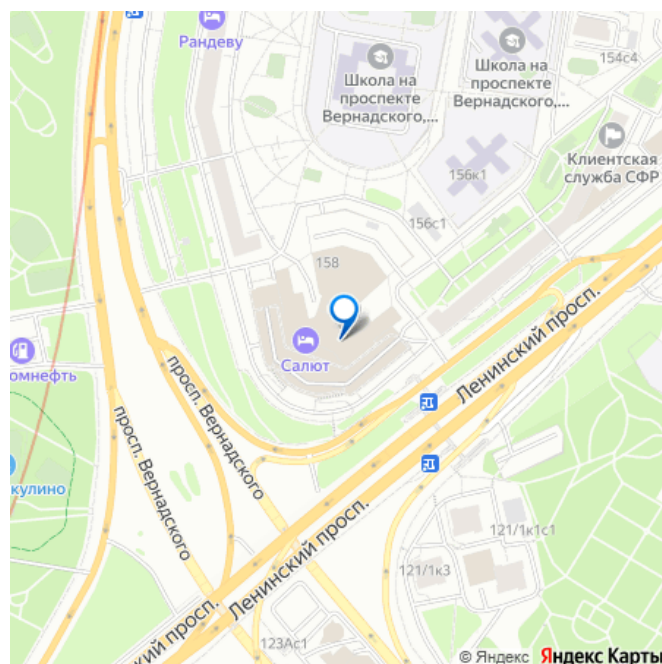 Рандеву
154с4
Школа на
проспекте
Вернадского,...
Школа на
проспекте
Вернадского,...
Клиентская
служба СФР
156к1
156с1
158
Салют
Ленинский просп.
омнефть
просп. Вернадского
просп. Вернадского
кулино
Ленинский просп.
121/1к1с1
121/1к3
123Ас1
кий просп.
© Яндекс Яндекс Карты